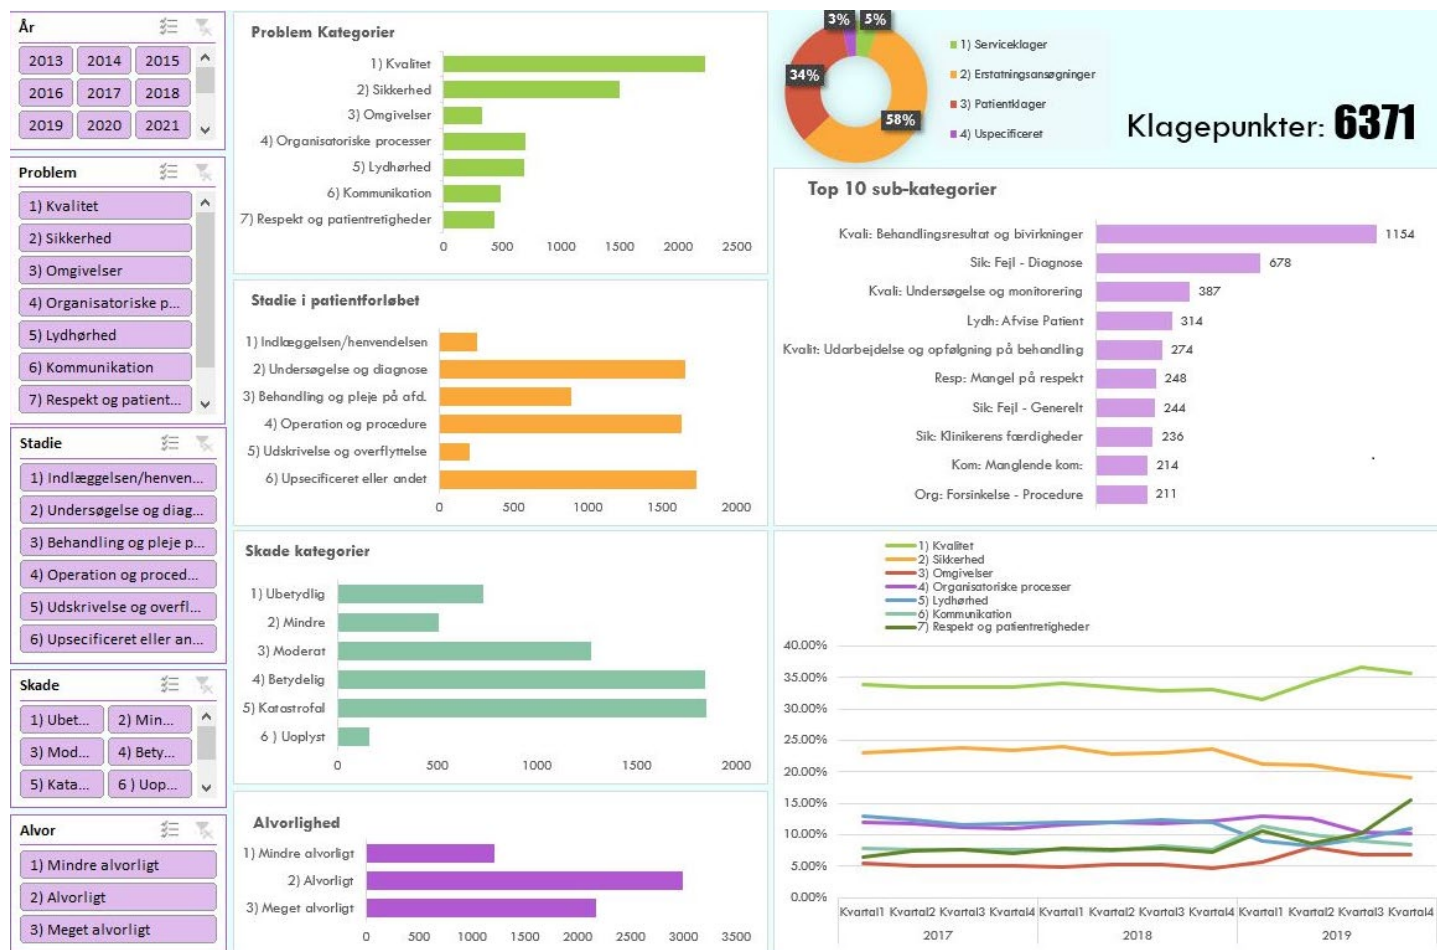 År
2013 2014 2015
2016 2017 2018
2019 2020 2021
Problem
1) Kvalitet
2) Sikkerhed
3) Omgivelser
4) Organisatoriske p...
5) Lydhørhed
6) Kommunikation
7) Respekt og patient...
Stadie
1) Indlæggelsen/henven...
2) Undersøgelse og diag...
3) Behandling og pleje p...
4) Operation og proced...
5) Udskrivelse og overfl...
6) Upsecificeret eller an...
Skade
1) Ubet... 2) Min...
3) Mod... 4) Bety...
5) Kata... 6 ) Uop...
Alvor
1) Mindre alvorligt
2) Alvorligt
3) Meget alvorligt
Problem Kategorier
1) Kvalitet
2) Sikkerhed
3) Omgivelser
4) Organisatoriske processer
5) Lydhørhed
6) Kommunikation
7) Respekt og patientretigheder
0 500 1000 1500 2000 2500
Stadie i patientforløbet
1) Indlæggelsen/henvendelsen
2) Undersøgelse og diagnose
3) Behandling og pleje på afd.
4) Operation og procedure
5) Udskrivelse og overflyttelse
6) Upsecificeret eller andet
0 500 1000 1500 2000
Skade kategorier
1) Ubetydlig
2) Mindre
3) Moderat
4) Betydelig
5) Katastrofal
6 ) Uoplyst
0 500 1000 1500 2000
Alvorlighed
1) Mindre alvorligt
2) Alvorligt
3) Meget alvorligt
0 500 1000 1500 2000 2500 3000 3500
3% 5%
34%
58%
1) Serviceklager
2) Erstatningsansøgninger
3) Patientklager
4) Uspecificeret
Klagepunkter: 6371
Top 10 sub-kategorier
Kvali: Behandlingsresultat og bivirkninger 1154
Sik: Fejl - Diagnose 678
Kvali: Undersøgelse og monitorering 387
Lydh: Afvise Patient 314
Kvalit: Udarbejdelse og opfølgning på behandling 274
Resp: Mangel på respekt 248
Sik: Fejl - Generelt 244
Sik: Klinikerens færdigheder 236
Kom: Manglende kom: 214
Org: Forsinkelse - Procedure 211
1) Kvalitet
2) Sikkerhed
3) Omgivelser
4) Organisatoriske processer
5) Lydhørhed
6) Kommunikation
7) Respekt og patientretigheder
40.00%
35.00%
30.00%
25.00%
20.00%
15.00%
10.00%
5.00%
0.00%
Kvartal1 Kvartal2 Kvartal3 Kvartal4 Kvartal1 Kvartal2 Kvartal3 Kvartal4 Kvartal1 Kvartal2 Kvartal3 Kvartal4
2017 2018 2019